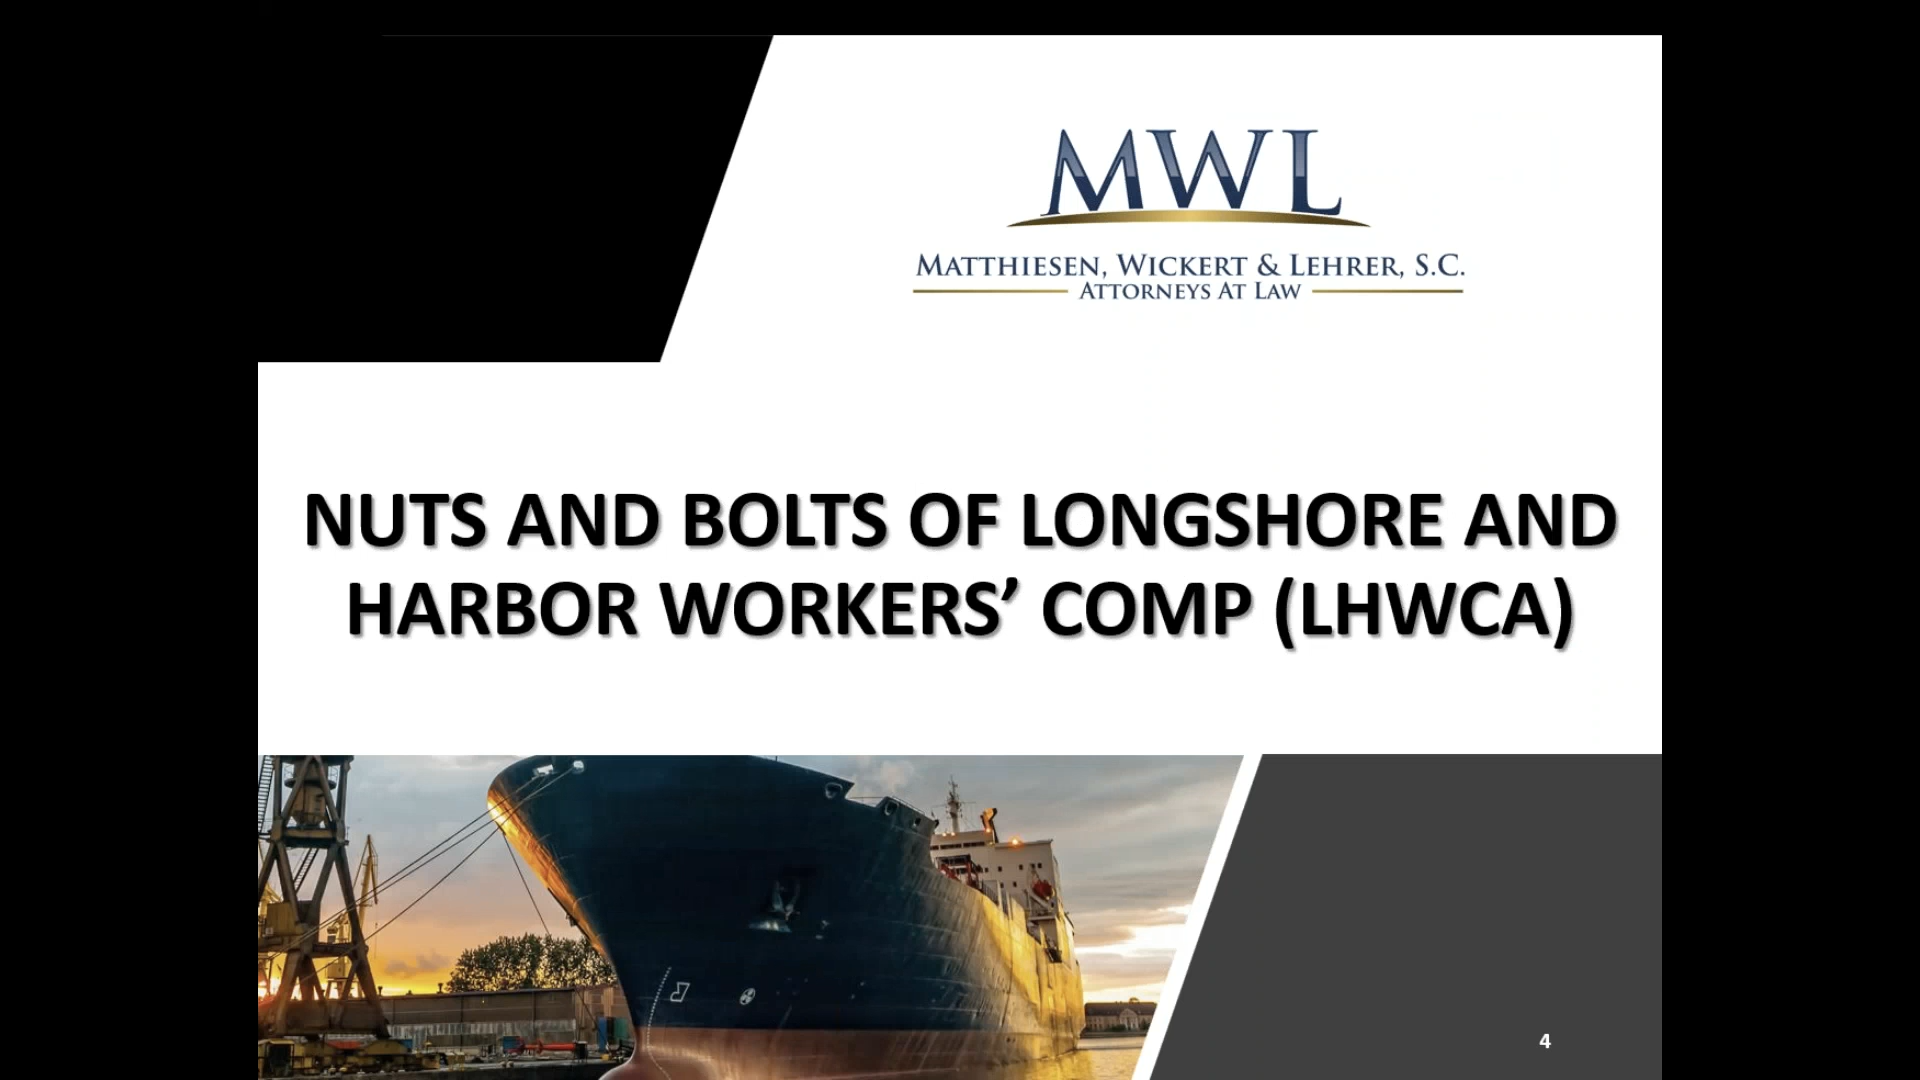 MWL
MATTHIESEN, WICKERT & LEHRER, S.C.
ATTORNEYS AT LAW
NUTS AND BOLTS OF LONGSHORE AND
HARBOR WORKERS’ COMP (LHWCA)
4